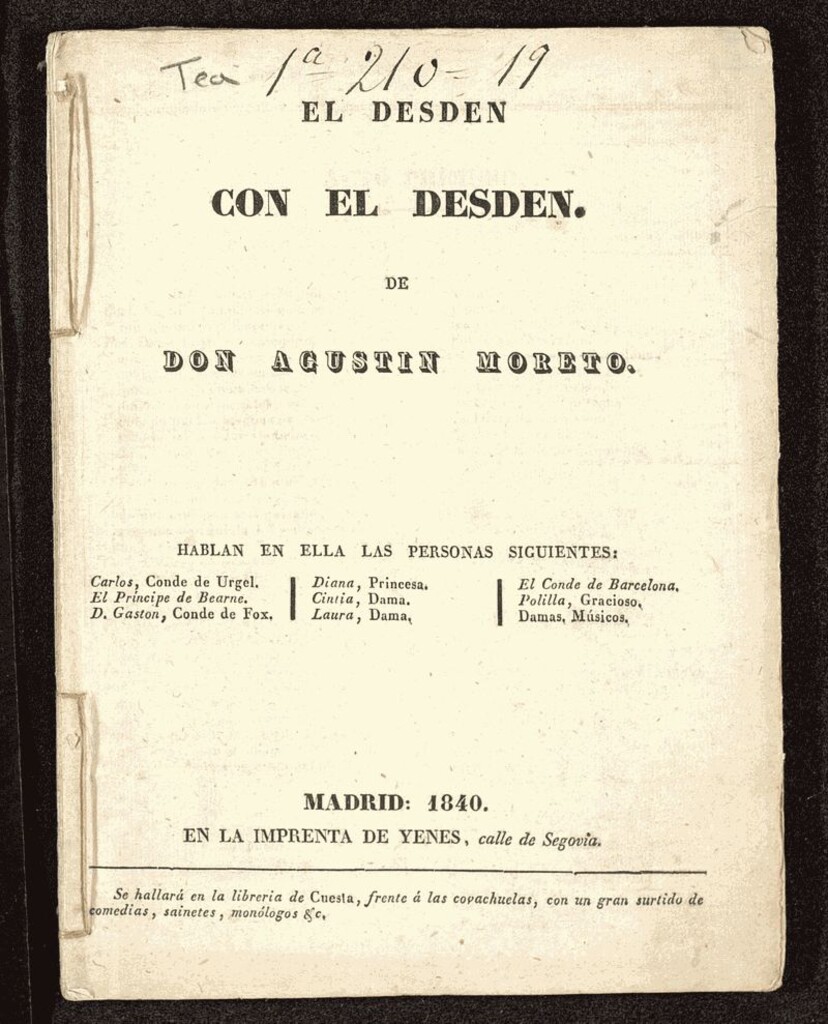 Tea 1ª 210-19
EL DESDEN
CON EL DESDEN.
DE
DON AGUSTIN MORETO.
HABLAN EN ELLA LAS PERSONAS SIGUIENTES:
Carlos, Conde de Urgel.
El Príncipe de Bearne.
D. Gaston, Conde de Fox.
Diana, Princesa.
Cintia, Dama.
Laura, Dama.
El Conde de Barcelona.
Polilla, Gracioso.
Damas, Músicos.
MADRID: 1840.
EN LA IMPRENTA DE YENES, calle de Segovia.
Se hallará en la libreria de Cuesta, frente á las covachuelas, con un gran surtido de
comedias, sainetes, monólogos &c.